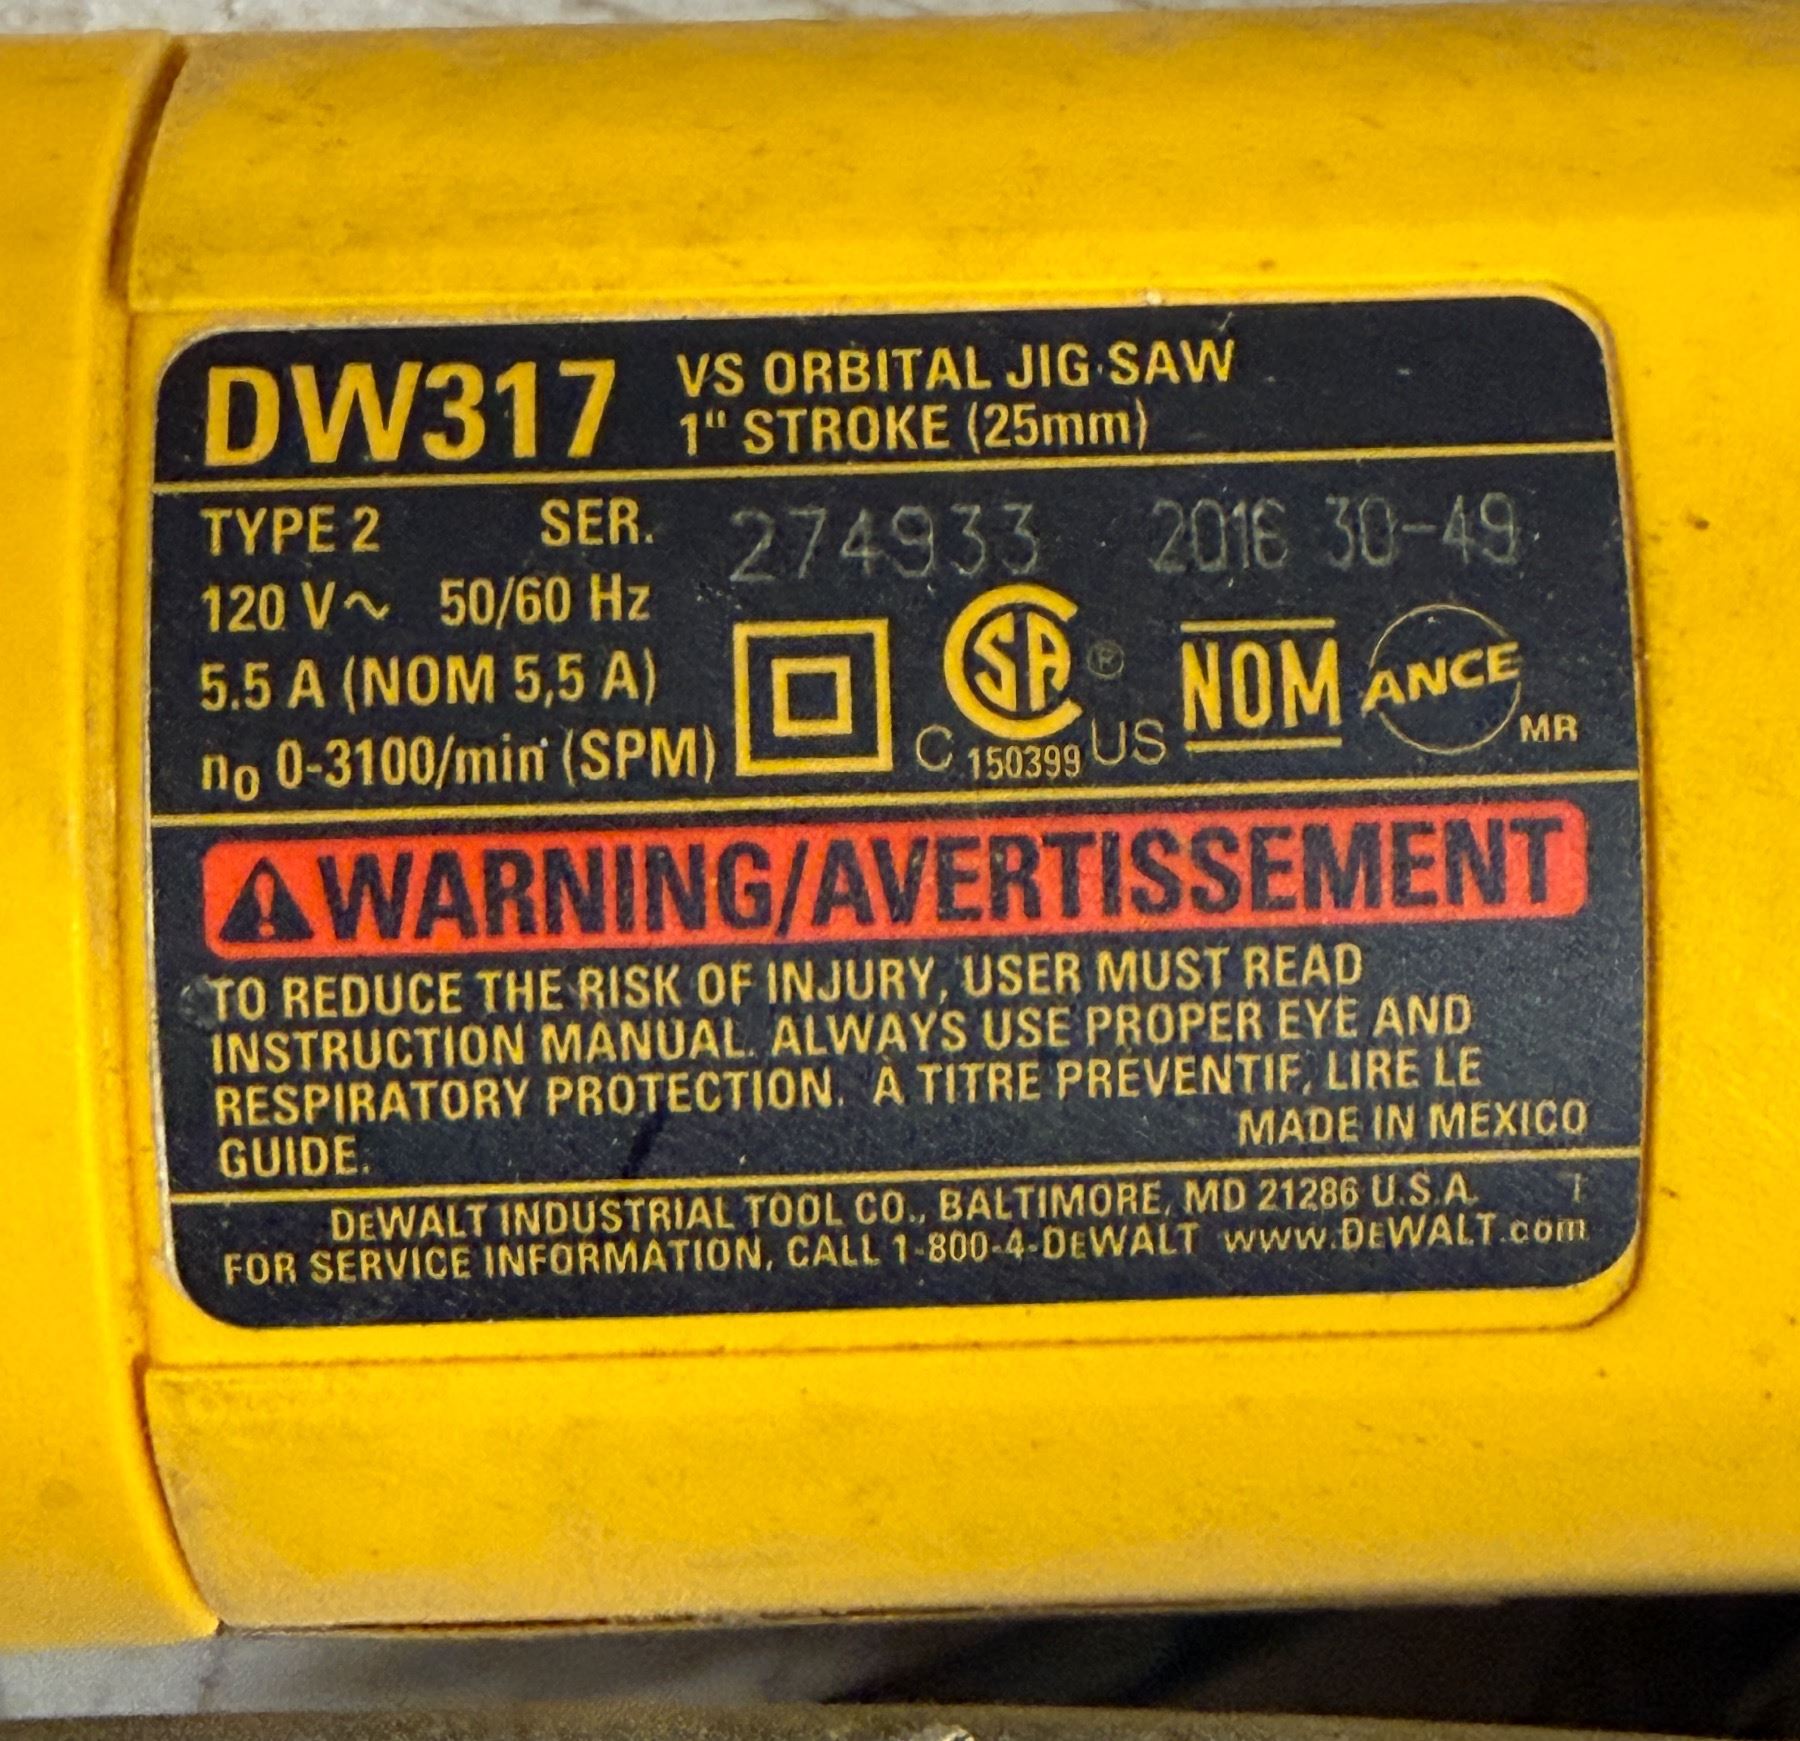 DW317 VS ORBITAL JIG SAW
1" STROKE (25mm)
TYPE 2 SER. 274933 2016 30-49
120 V~ 50/60 Hz
5.5 A (NOM 5,5 A)
n₀ 0-3100/min (SPM)
CSA ®
C 150399 US
NOM
ANCE
MR
WARNING/AVERTISSEMENT
TO REDUCE THE RISK OF INJURY, USER MUST READ
INSTRUCTION MANUAL. ALWAYS USE PROPER EYE AND
RESPIRATORY PROTECTION. À TITRE PRÉVENTIF, LIRE LE
GUIDE.
MADE IN MEXICO
DEWALT INDUSTRIAL TOOL CO., BALTIMORE, MD 21286 U.S.A.
FOR SERVICE INFORMATION, CALL 1-800-4-DEWALT www.DEWALT.com